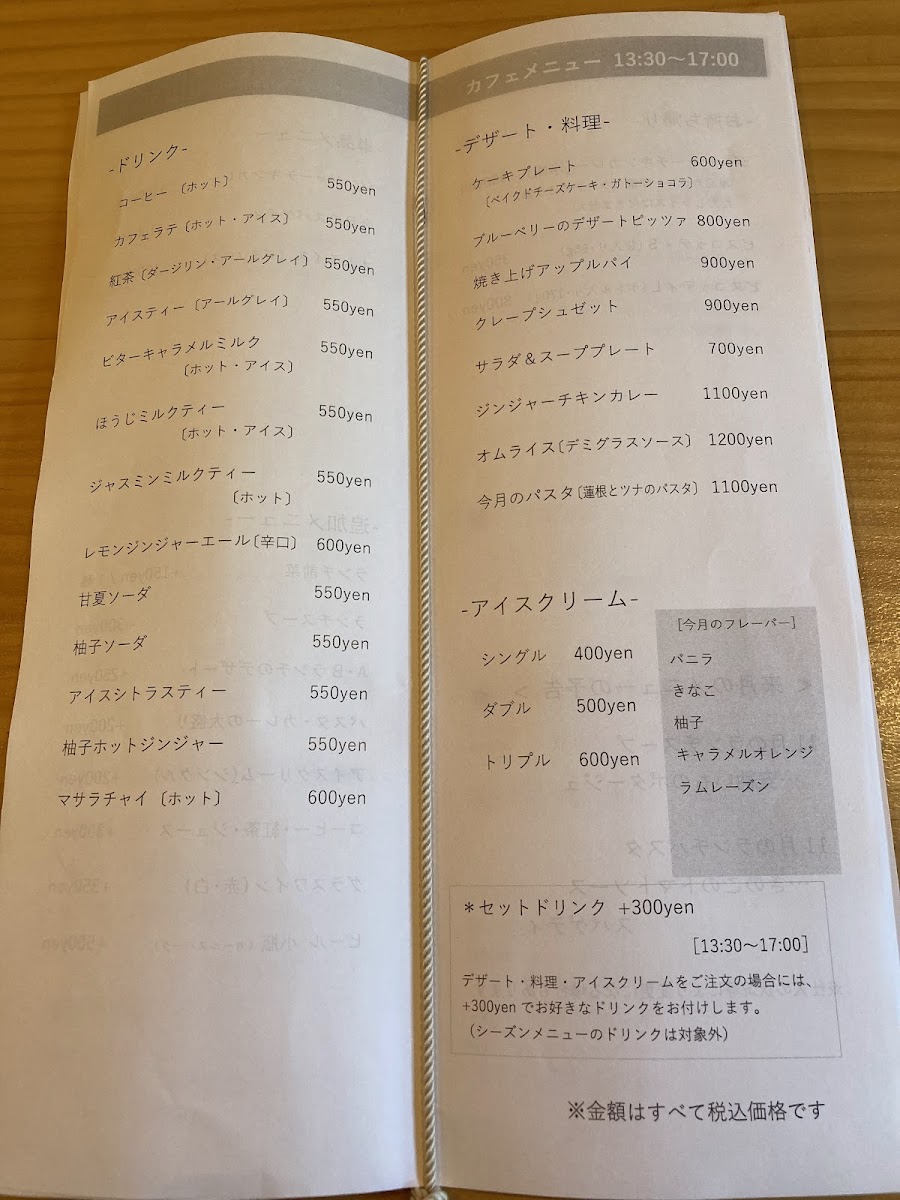 -ドリンク-
コーヒー 〔ホット〕 550yen
カフェラテ〔ホット・アイス〕 550yen
紅茶〔ダージリン・アールグレイ〕 550yen
アイスティー〔アールグレイ〕 550yen
ビターキャラメルミルク 550yen
〔ホット・アイス〕
ほうじミルクティー 550yen
〔ホット・アイス〕
ジャスミンミルクティー 550yen
〔ホット〕
レモンジンジャーエール〔辛口〕 600yen
甘夏ソーダ 550yen
柚子ソーダ 550yen
アイスシトラスティー 550yen
柚子ホットジンジャー 550yen
マサラチャイ 〔ホット〕 600yen
カフェメニュー 13:30〜17:00
-デザート・料理-
ケーキプレート 600yen
〔ベイクドチーズケーキ・ガトーショコラ〕
ブルーベリーのデザートピッツァ 800yen
焼き上げアップルパイ 900yen
クレープシュゼット 900yen
サラダ＆スーププレート 700yen
ジンジャーチキンカレー 1100yen
オムライス〔デミグラスソース〕 1200yen
今月のパスタ〔蓮根とツナのパスタ〕 1100yen
-アイスクリーム-
シングル 400yen
ダブル 500yen
トリプル 600yen
[今月のフレーバー]
バニラ
きなこ
柚子
キャラメルオレンジ
ラムレーズン
＊セットドリンク +300yen
[13:30〜17:00]
デザート・料理・アイスクリームをご注文の場合には、
+300yen でお好きなドリンクをお付けします。
（シーズンメニューのドリンクは対象外）
※金額はすべて税込価格です